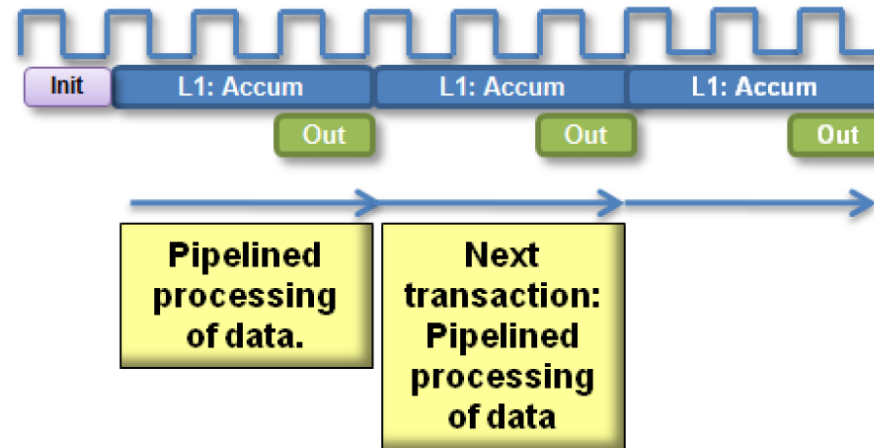 Init L1: Accum L1: Accum L1: Accum
Out Out Out
Pipelined
processing
of data.
Next
transaction:
Pipelined
processing
of data